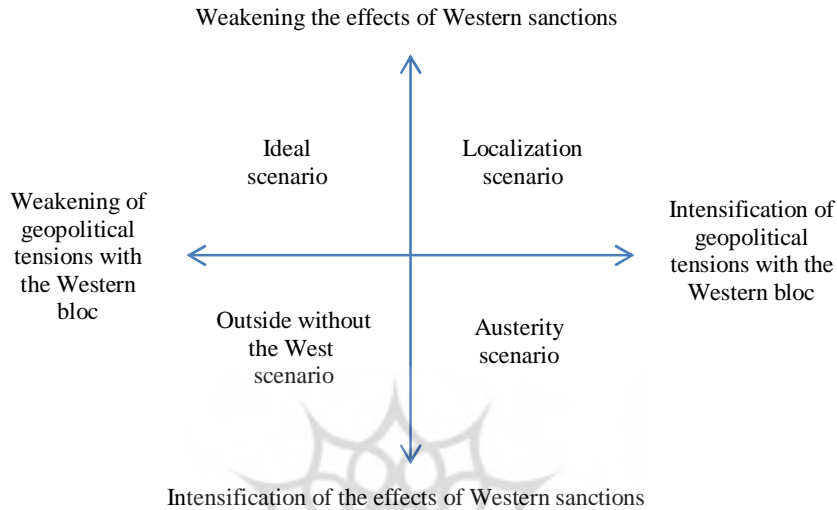 Weakening the effects of Western sanctions
Ideal
scenario
Localization
scenario
Weakening of
geopolitical
tensions with
the Western
bloc
Intensification of
geopolitical
tensions with the
Western bloc
Outside without
the West
scenario
Austerity
scenario
Intensification of the effects of Western sanctions